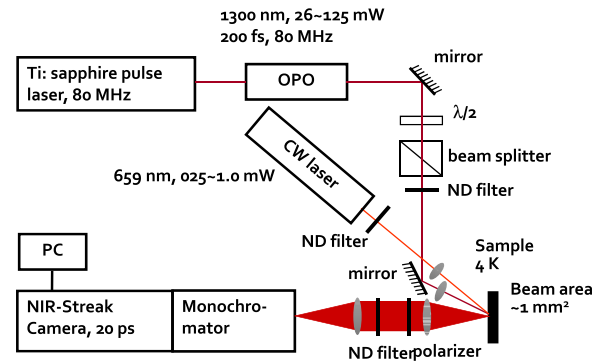 1300 nm, 26~125 mW
200 fs, 80 MHz
Ti: sapphire pulse
laser, 80 MHz
OPO
mirror
λ/2
beam splitter
ND filter
CW laser
659 nm, 025~1.0 mW
ND filter
Sample
4 K
mirror
Beam area
~1 mm²
PC
NIR-Streak
Camera, 20 ps
Monochro-
mator
ND filter
polarizer